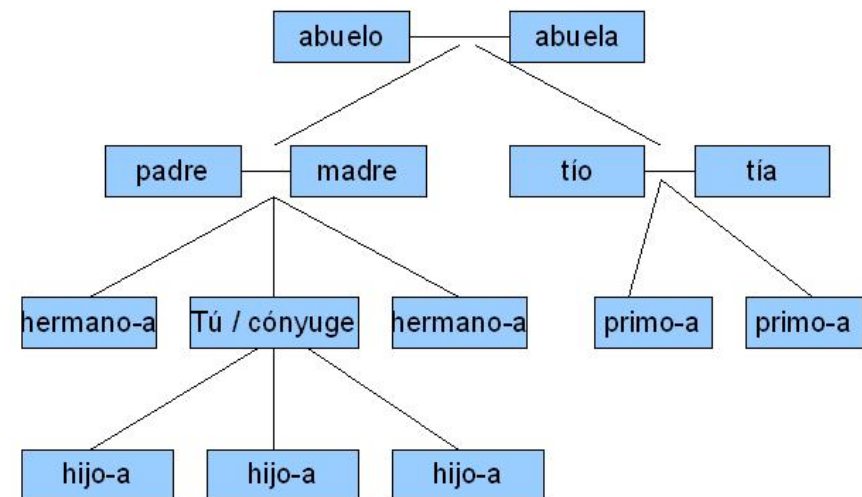 abuelo
abuela
padre
madre
tío
tía
hermano-a
Tú / cónyuge
hermano-a
primo-a
primo-a
hijo-a
hijo-a
hijo-a